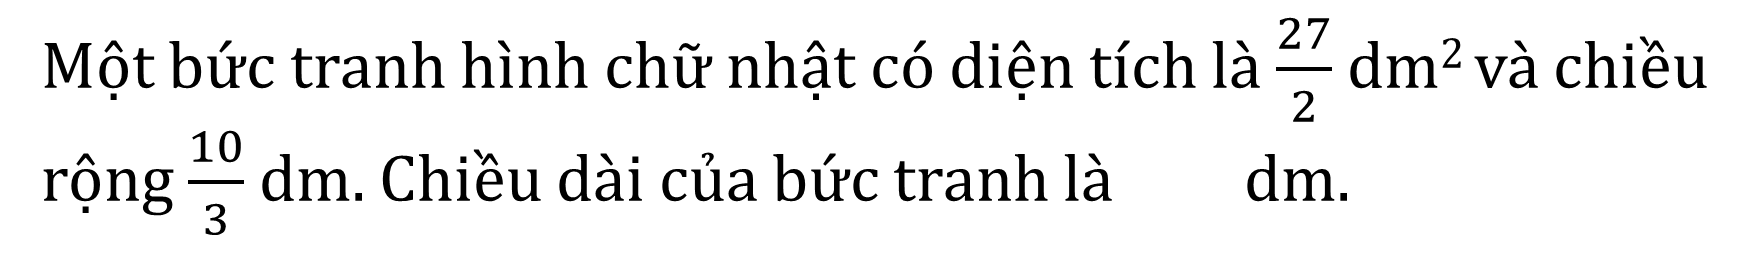 Một bức tranh hình chữ nhật có diện tích là 27/2 dm² và chiều
rộng 10/3 dm. Chiều dài của bức tranh là dm.